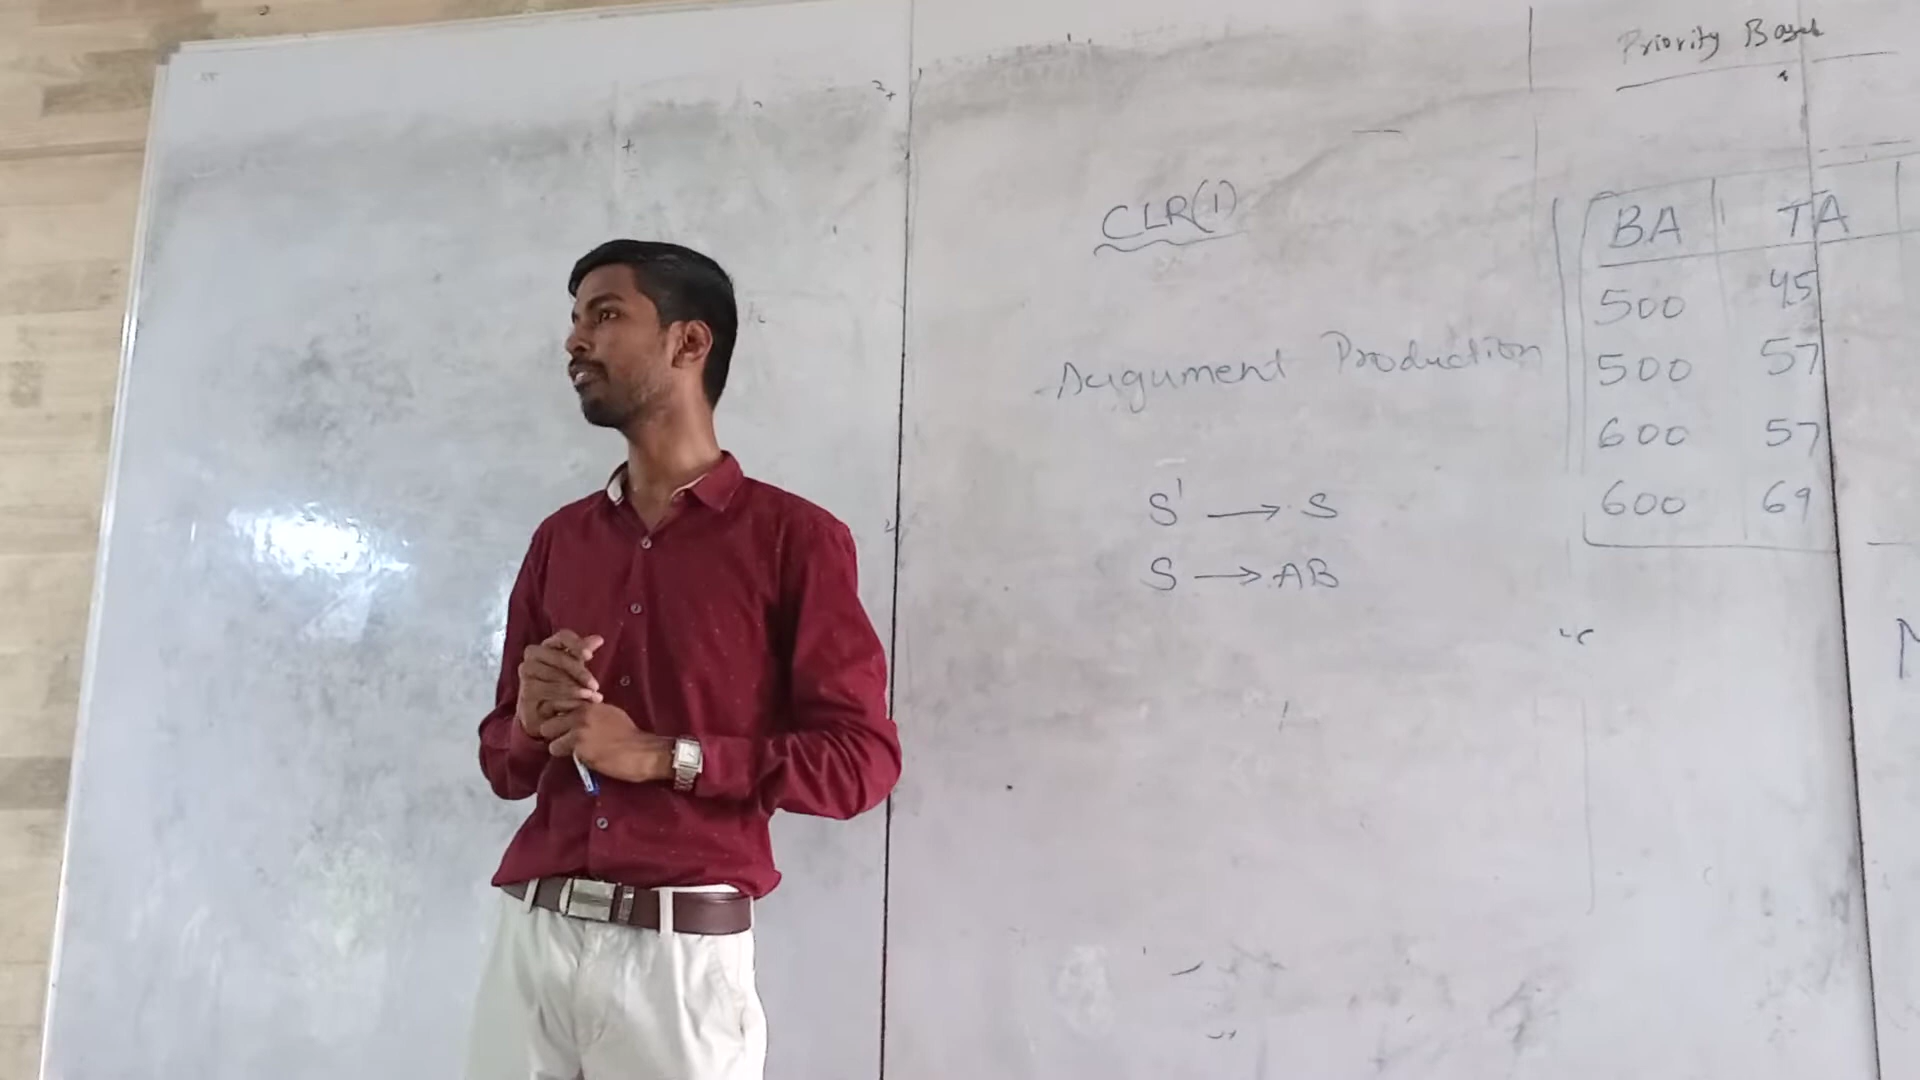 Priority Based
CLR(1)
Augument Production
S' → S
S → AB
BA TA
500 45
500 57
600 57
600 69